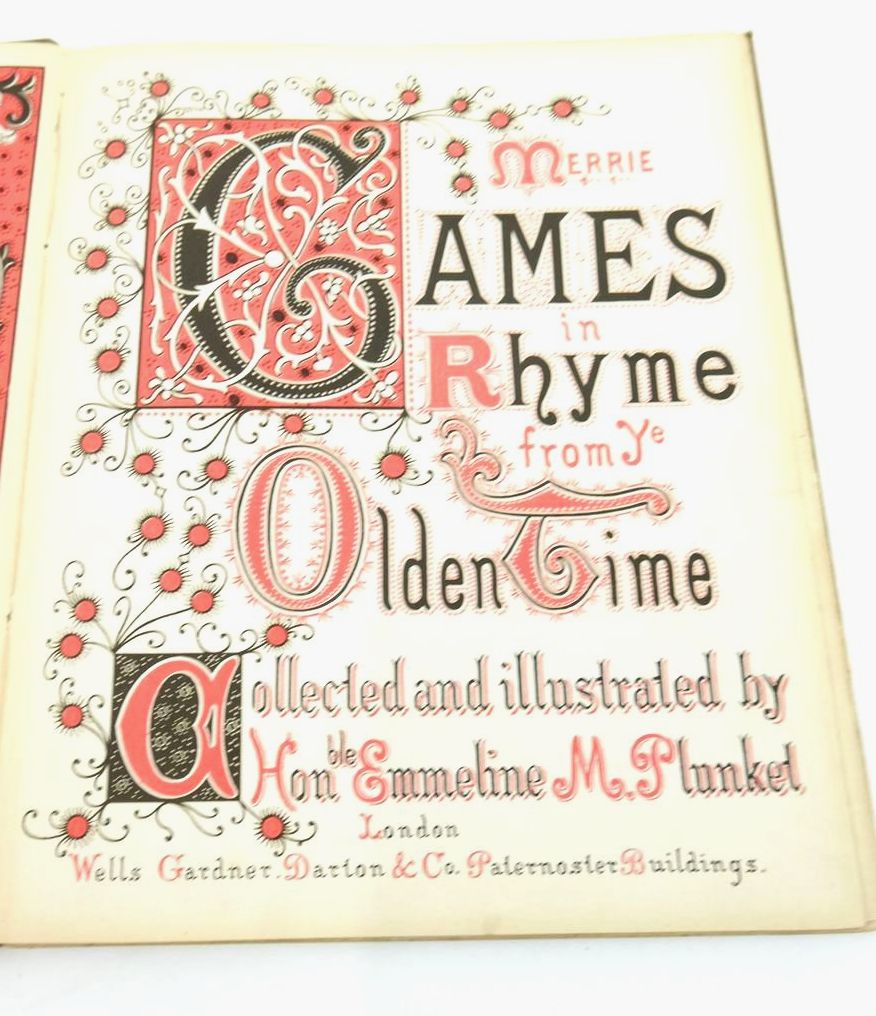 MERRIE
GAMES
in
Rhyme
from Ye
Olden Time
Collected and illustrated by
Honble Emmeline M. Plunket
London
Wells Gardner. Darton & Co. Paternoster Buildings.